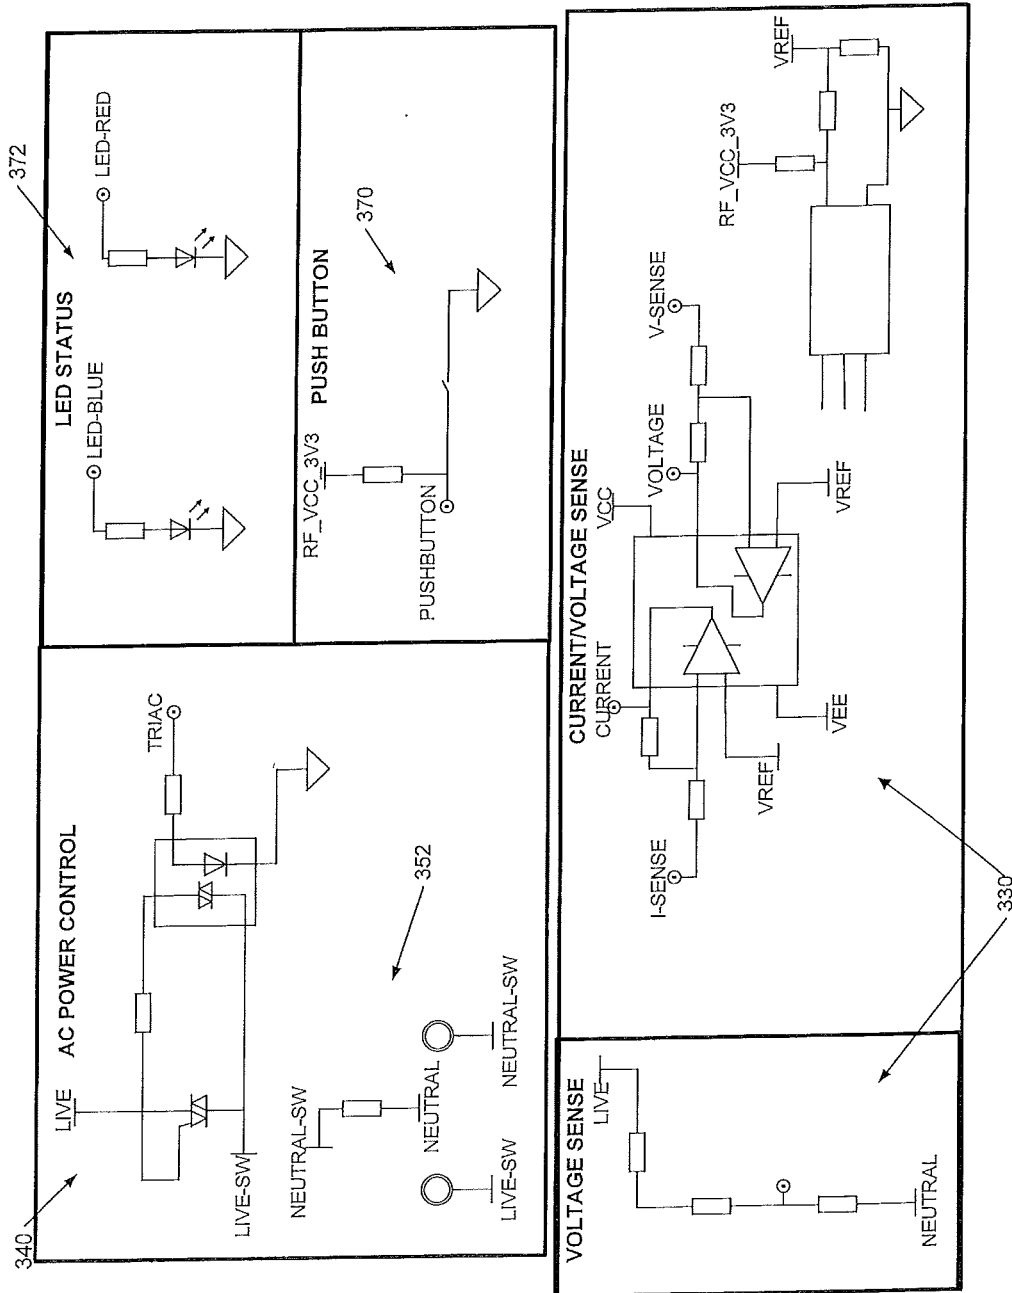 340
AC POWER CONTROL
LIVE
TRIAC
LIVE-SW
NEUTRAL-SW
NEUTRAL
352
LIVE-SW
NEUTRAL-SW
372
LED STATUS
LED-BLUE
LED-RED
PUSH BUTTON
370
RF_VCC_3V3
PUSHBUTTON
VOLTAGE SENSE
LIVE
NEUTRAL
330
CURRENT/VOLTAGE SENSE
CURRENT
VCC
VOLTAGE
V-SENSE
I-SENSE
VREF
VEE
VREF
RF_VCC_3V3
VREF